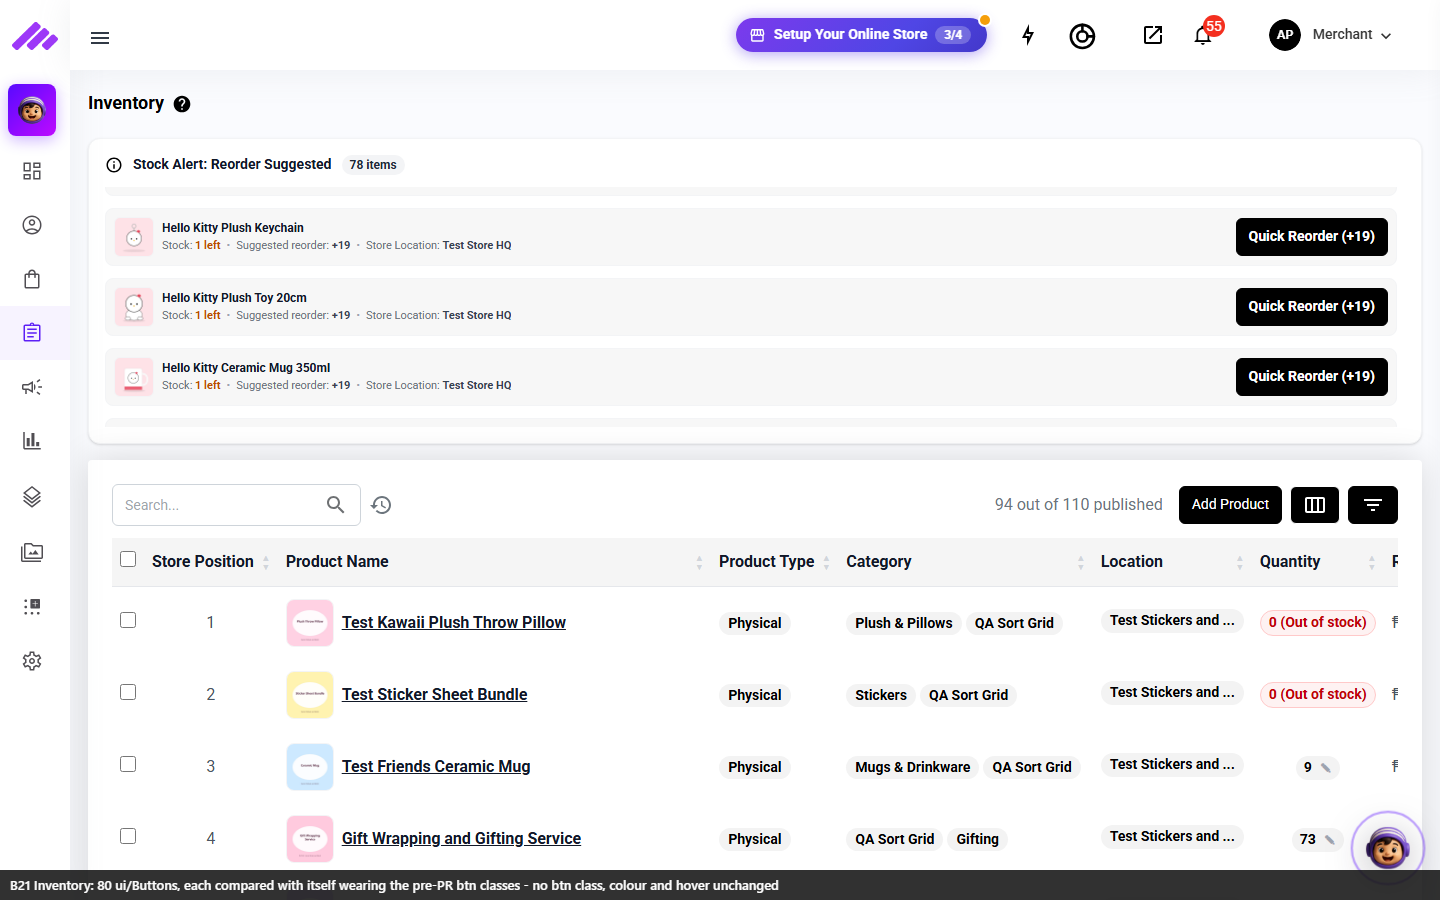 Setup Your Online Store 3/4
55
AP Merchant
Inventory ?
Stock Alert: Reorder Suggested 78 items
Hello Kitty Plush Keychain
Stock: 1 left • Suggested reorder: +19 • Store Location: Test Store HQ
Quick Reorder (+19)
Hello Kitty Plush Toy 20cm
Stock: 1 left • Suggested reorder: +19 • Store Location: Test Store HQ
Quick Reorder (+19)
Hello Kitty Ceramic Mug 350ml
Stock: 1 left • Suggested reorder: +19 • Store Location: Test Store HQ
Quick Reorder (+19)
Search... 94 out of 110 published Add Product
Store Position Product Name Product Type Category Location Quantity
1 Test Kawaii Plush Throw Pillow Physical Plush & Pillows QA Sort Grid Test Stickers and ... 0 (Out of stock)
2 Test Sticker Sheet Bundle Physical Stickers QA Sort Grid Test Stickers and ... 0 (Out of stock)
3 Test Friends Ceramic Mug Physical Mugs & Drinkware QA Sort Grid Test Stickers and ... 9
4 Gift Wrapping and Gifting Service Physical QA Sort Grid Gifting Test Stickers and ... 73
B21 Inventory: 80 ui/Buttons, each compared with itself wearing the pre-PR btn classes - no btn class, colour and hover unchanged